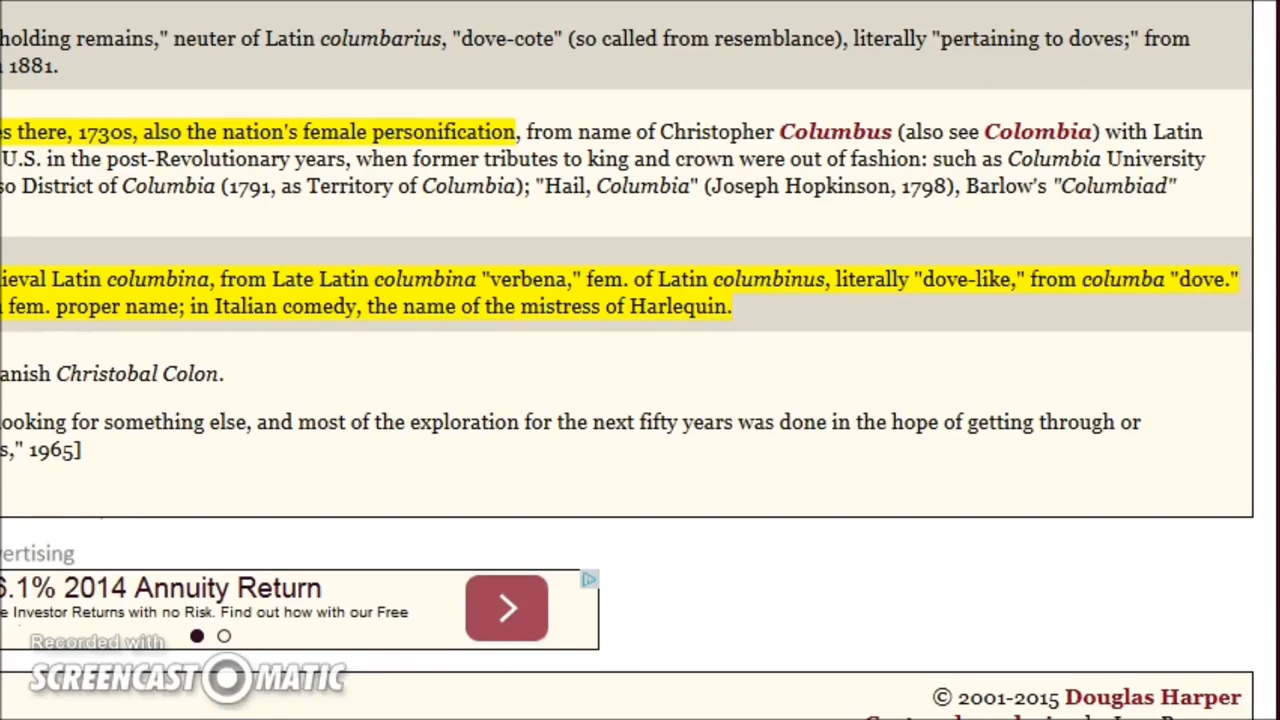 holding remains," neuter of Latin columbarius, "dove-cote" (so called from resemblance), literally "pertaining to doves;" from
1881.
es there, 1730s, also the nation's female personification, from name of Christopher Columbus (also see Colombia) with Latin
U.S. in the post-Revolutionary years, when former tributes to king and crown were out of fashion: such as Columbia University
so District of Columbia (1791, as Territory of Columbia); "Hail, Columbia" (Joseph Hopkinson, 1798), Barlow's "Columbiad"
ieval Latin columbina, from Late Latin columbina "verbena," fem. of Latin columbinus, literally "dove-like," from columba "dove."
fem. proper name; in Italian comedy, the name of the mistress of Harlequin.
anish Christobal Colon.
ooking for something else, and most of the exploration for the next fifty years was done in the hope of getting through or
s," 1965]
vertising
6.1% 2014 Annuity Return
e Investor Returns with no Risk. Find out how with our Free
Recorded with
SCREENCAST MATIC
© 2001-2015 Douglas Harper